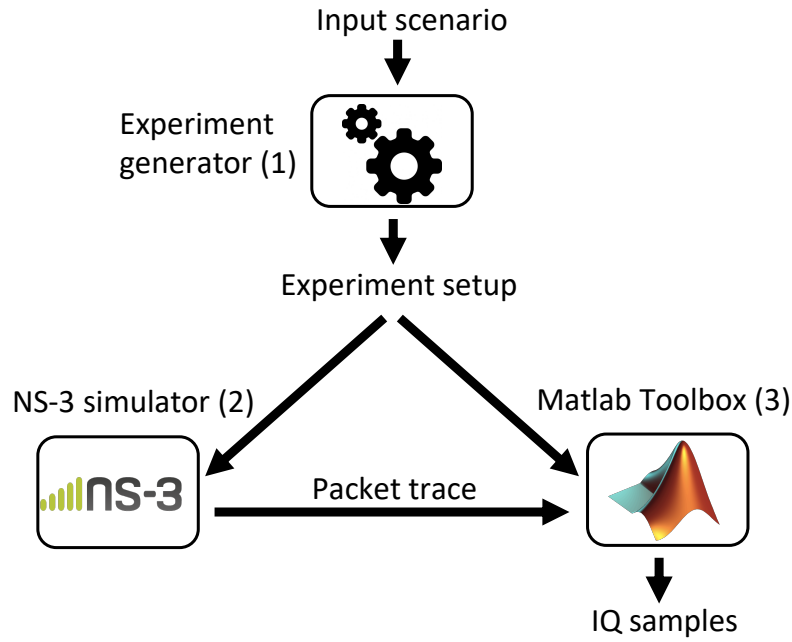 Input scenario
Experiment
generator (1)
Experiment setup
NS-3 simulator (2)
Matlab Toolbox (3)
NS-3
Packet trace
IQ samples